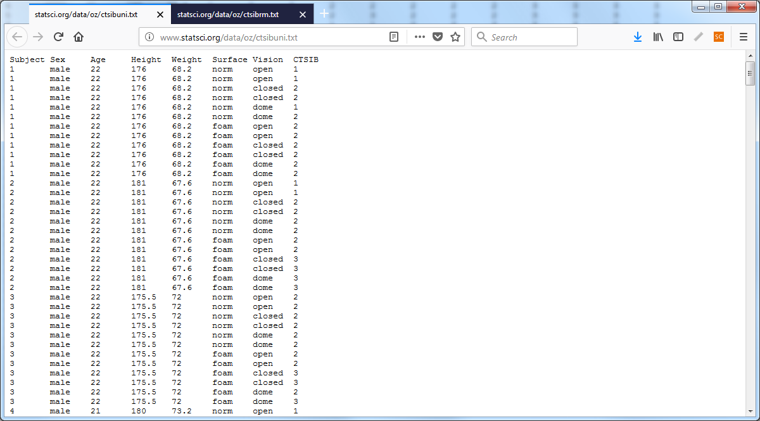 statsci.org/data/oz/ctsibuni.txt statsci.org/data/oz/ctsibrm.txt
www.statsci.org/data/oz/ctsibuni.txt Search SC
Subject Sex Age Height Weight Surface Vision CTSIB
1 male 22 176 68.2 norm open 1
1 male 22 176 68.2 norm open 1
1 male 22 176 68.2 norm closed 2
1 male 22 176 68.2 norm closed 2
1 male 22 176 68.2 norm dome 1
1 male 22 176 68.2 norm dome 2
1 male 22 176 68.2 foam open 2
1 male 22 176 68.2 foam open 2
1 male 22 176 68.2 foam closed 2
1 male 22 176 68.2 foam closed 2
1 male 22 176 68.2 foam dome 2
1 male 22 176 68.2 foam dome 2
2 male 22 181 67.6 norm open 1
2 male 22 181 67.6 norm open 1
2 male 22 181 67.6 norm closed 2
2 male 22 181 67.6 norm closed 2
2 male 22 181 67.6 norm dome 2
2 male 22 181 67.6 norm dome 2
2 male 22 181 67.6 foam open 2
2 male 22 181 67.6 foam open 2
2 male 22 181 67.6 foam closed 3
2 male 22 181 67.6 foam closed 3
2 male 22 181 67.6 foam dome 3
2 male 22 181 67.6 foam dome 3
3 male 22 175.5 72 norm open 2
3 male 22 175.5 72 norm open 2
3 male 22 175.5 72 norm closed 2
3 male 22 175.5 72 norm closed 2
3 male 22 175.5 72 norm dome 2
3 male 22 175.5 72 norm dome 2
3 male 22 175.5 72 foam open 2
3 male 22 175.5 72 foam open 2
3 male 22 175.5 72 foam closed 3
3 male 22 175.5 72 foam closed 3
3 male 22 175.5 72 foam dome 2
3 male 22 175.5 72 foam dome 3
4 male 21 180 73.2 norm open 1